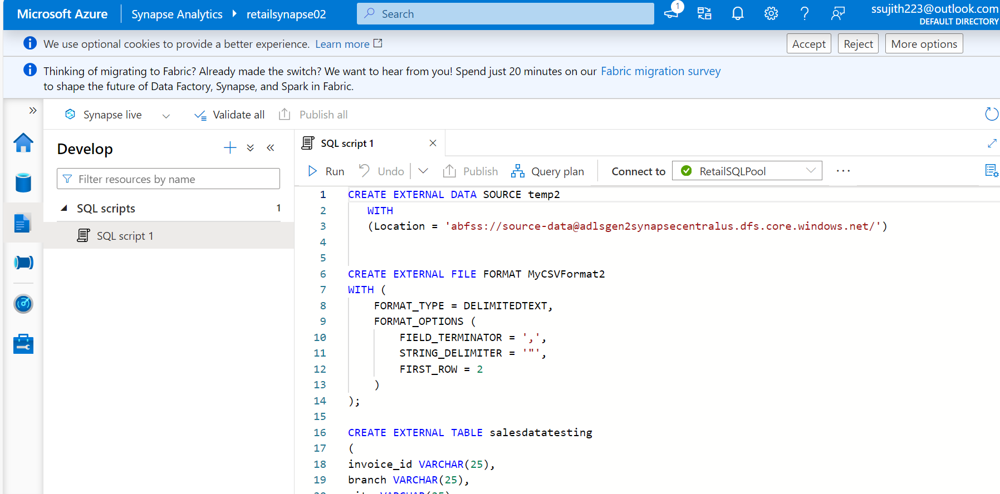 Microsoft Azure
Synapse Analytics
retailsynapse02
Search
1
ssujith223@outlook.com
DEFAULT DIRECTORY
We use optional cookies to provide a better experience. Learn more
Accept
Reject
More options
Thinking of migrating to Fabric? Already made the switch? We want to hear from you! Spend just 20 minutes on our Fabric migration survey
to shape the future of Data Factory, Synapse, and Spark in Fabric.
Synapse live
Validate all
Publish all
Develop
Filter resources by name
SQL scripts 1
SQL script 1
SQL script 1
Run
Undo
Publish
Query plan
Connect to
RetailSQLPool
1 CREATE EXTERNAL DATA SOURCE temp2
2 WITH
3 (Location = 'abfss://source-data@adlsgen2synapsecentralus.dfs.core.windows.net/')
4
5
6 CREATE EXTERNAL FILE FORMAT MyCSVFormat2
7 WITH (
8 FORMAT_TYPE = DELIMITEDTEXT,
9 FORMAT_OPTIONS (
10 FIELD_TERMINATOR = ',',
11 STRING_DELIMITER = '"',
12 FIRST_ROW = 2
13 )
14 );
15
16 CREATE EXTERNAL TABLE salesdatatesting
17 (
18 invoice_id VARCHAR(25),
19 branch VARCHAR(25),